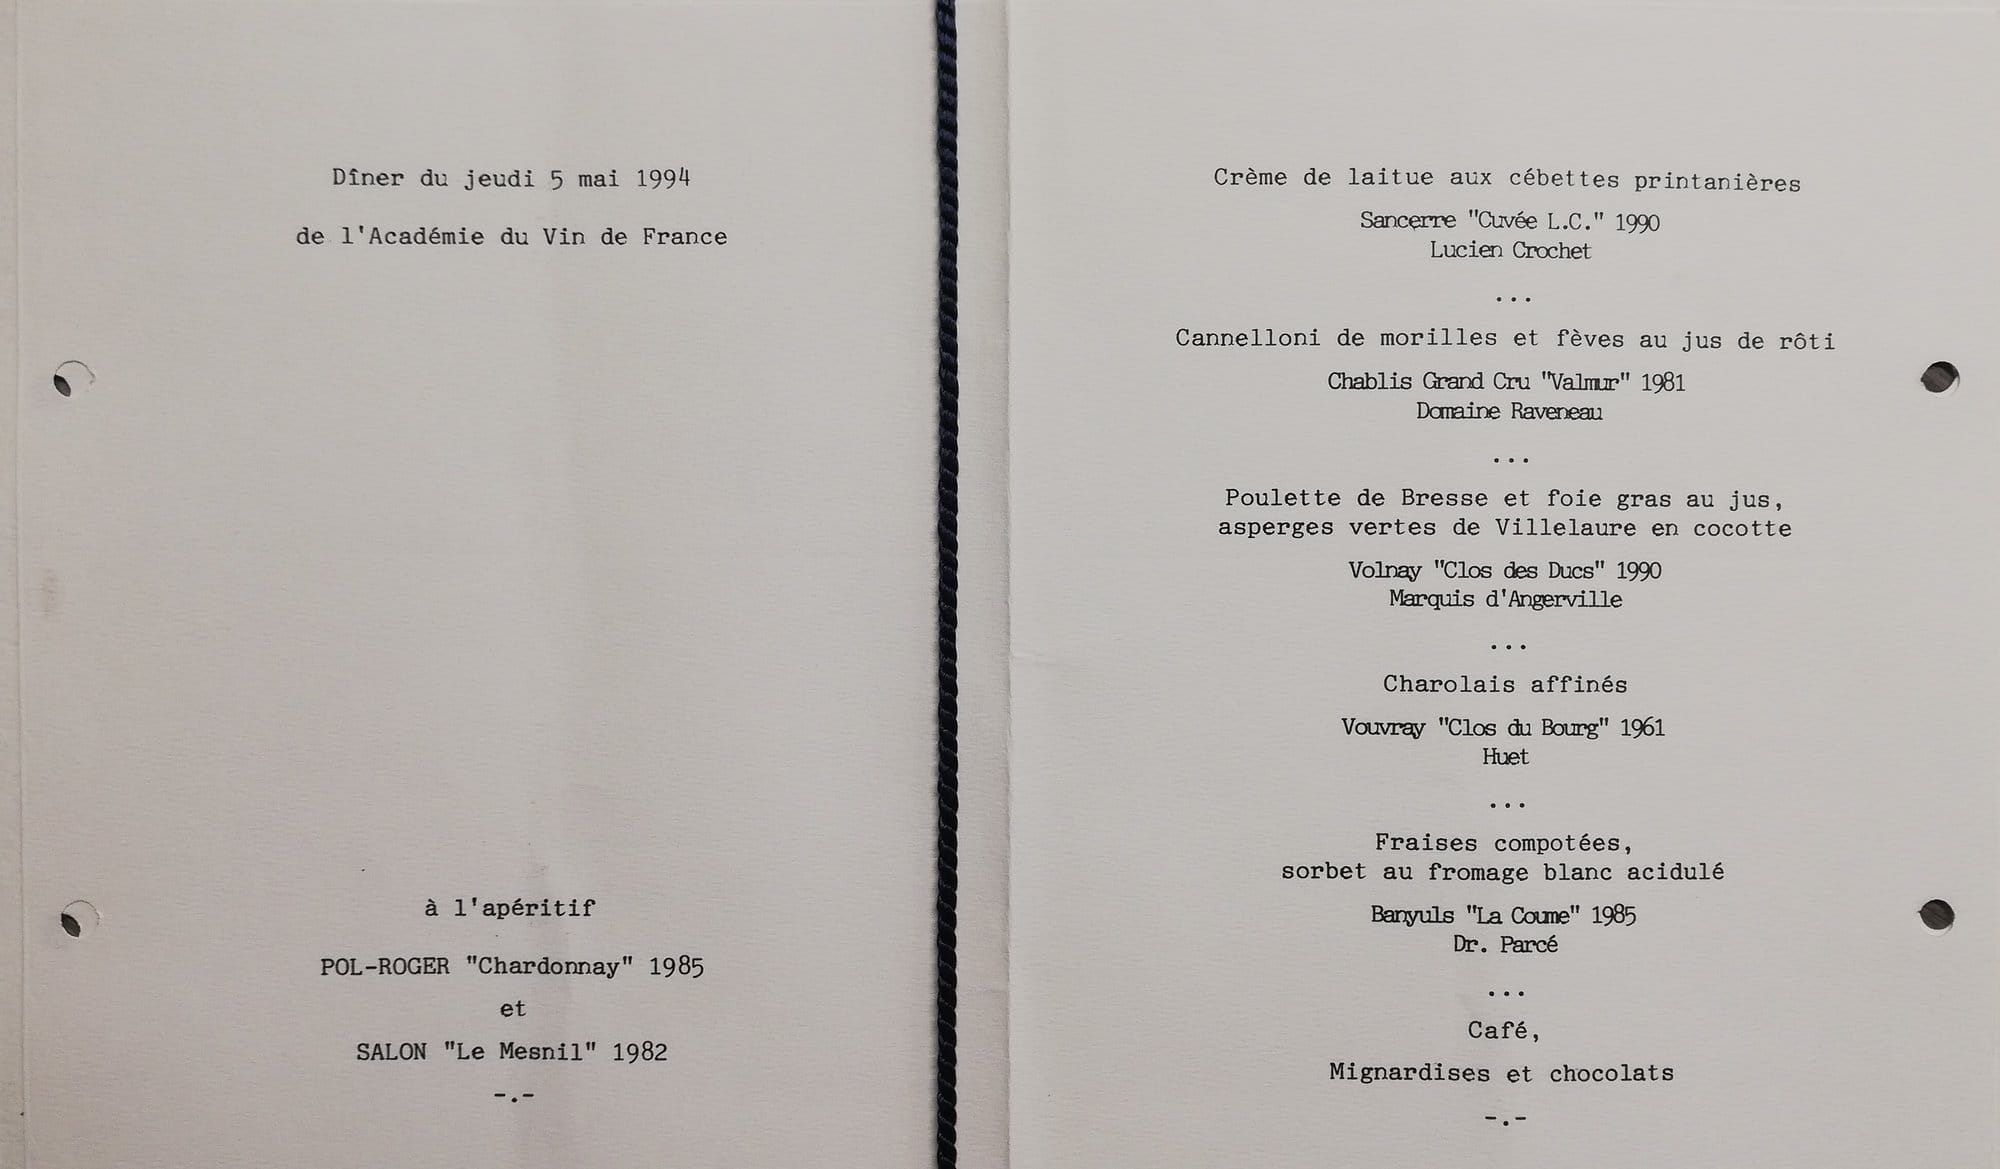 Dîner du jeudi 5 mai 1994
de l'Académie du Vin de France
à l'apéritif
POL-ROGER "Chardonnay" 1985
et
SALON "Le Mesnil" 1982
-.-
Crème de laitue aux cébettes printanières
Sancerre "Cuvée L.C." 1990
Lucien Crochet
...
Cannelloni de morilles et fèves au jus de rôti
Chablis Grand Cru "Valmur" 1981
Domaine Raveneau
...
Poulette de Bresse et foie gras au jus,
asperges vertes de Villelaure en cocotte
Volnay "Clos des Ducs" 1990
Marquis d'Angerville
...
Charolais affinés
Vouvray "Clos du Bourg" 1961
Huet
...
Fraises compotées,
sorbet au fromage blanc acidulé
Banyuls "La Coume" 1985
Dr. Parcé
...
Café,
Mignardises et chocolats
-.-